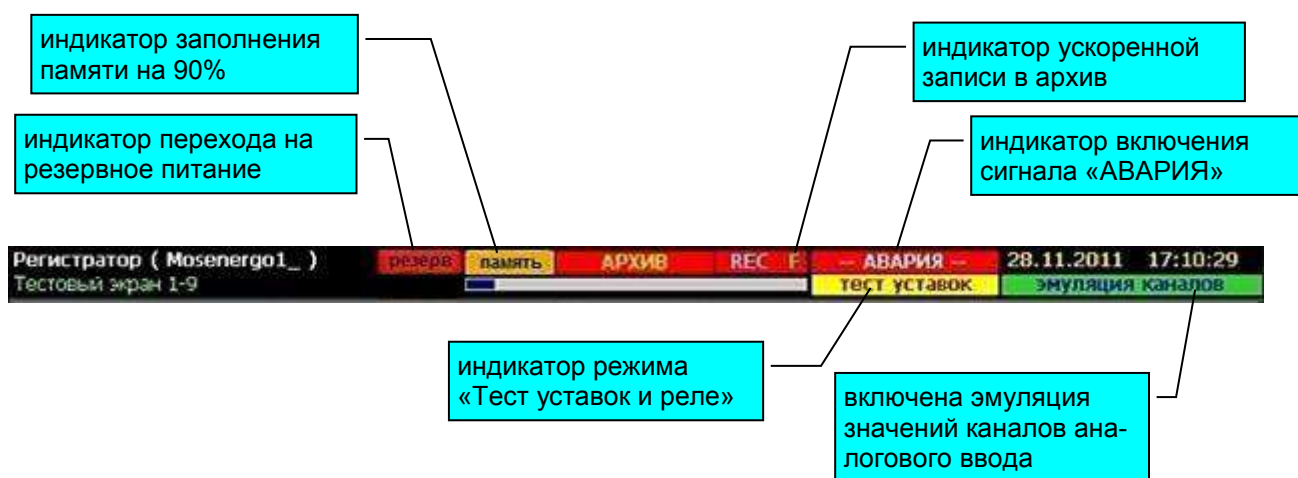 индикатор заполнения
памяти на 90%
индикатор ускоренной
записи в архив
индикатор перехода на
резервное питание
индикатор включения
сигнала «АВАРИЯ»
Регистратор ( Mosenergo1_ ) резерв память АРХИВ REC F -- АВАРИЯ -- 28.11.2011 17:10:29
Тестовый экран 1-9 тест уставок эмуляция каналов
индикатор режима
«Тест уставок и реле»
включена эмуляция
значений каналов ана-
логового ввода